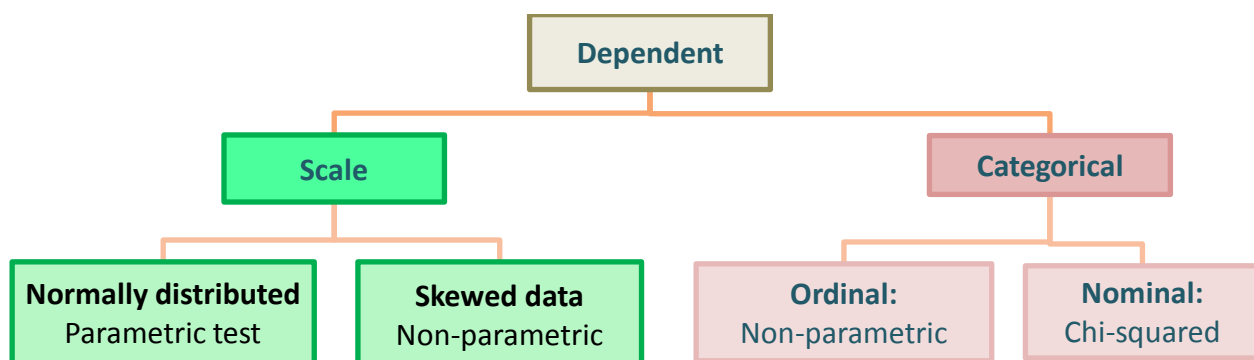 Dependent
Scale
Categorical
Normally distributed
Parametric test
Skewed data
Non-parametric
Ordinal:
Non-parametric
Nominal:
Chi-squared